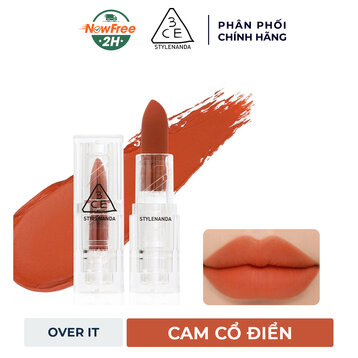 NowFree
2H
3
C E
STYLENANDA
PHÂN PHỐI
CHÍNH HÃNG
3
C E
STYLENANDA
STYLENANDA
OVER IT
CAM CỔ ĐIỂN